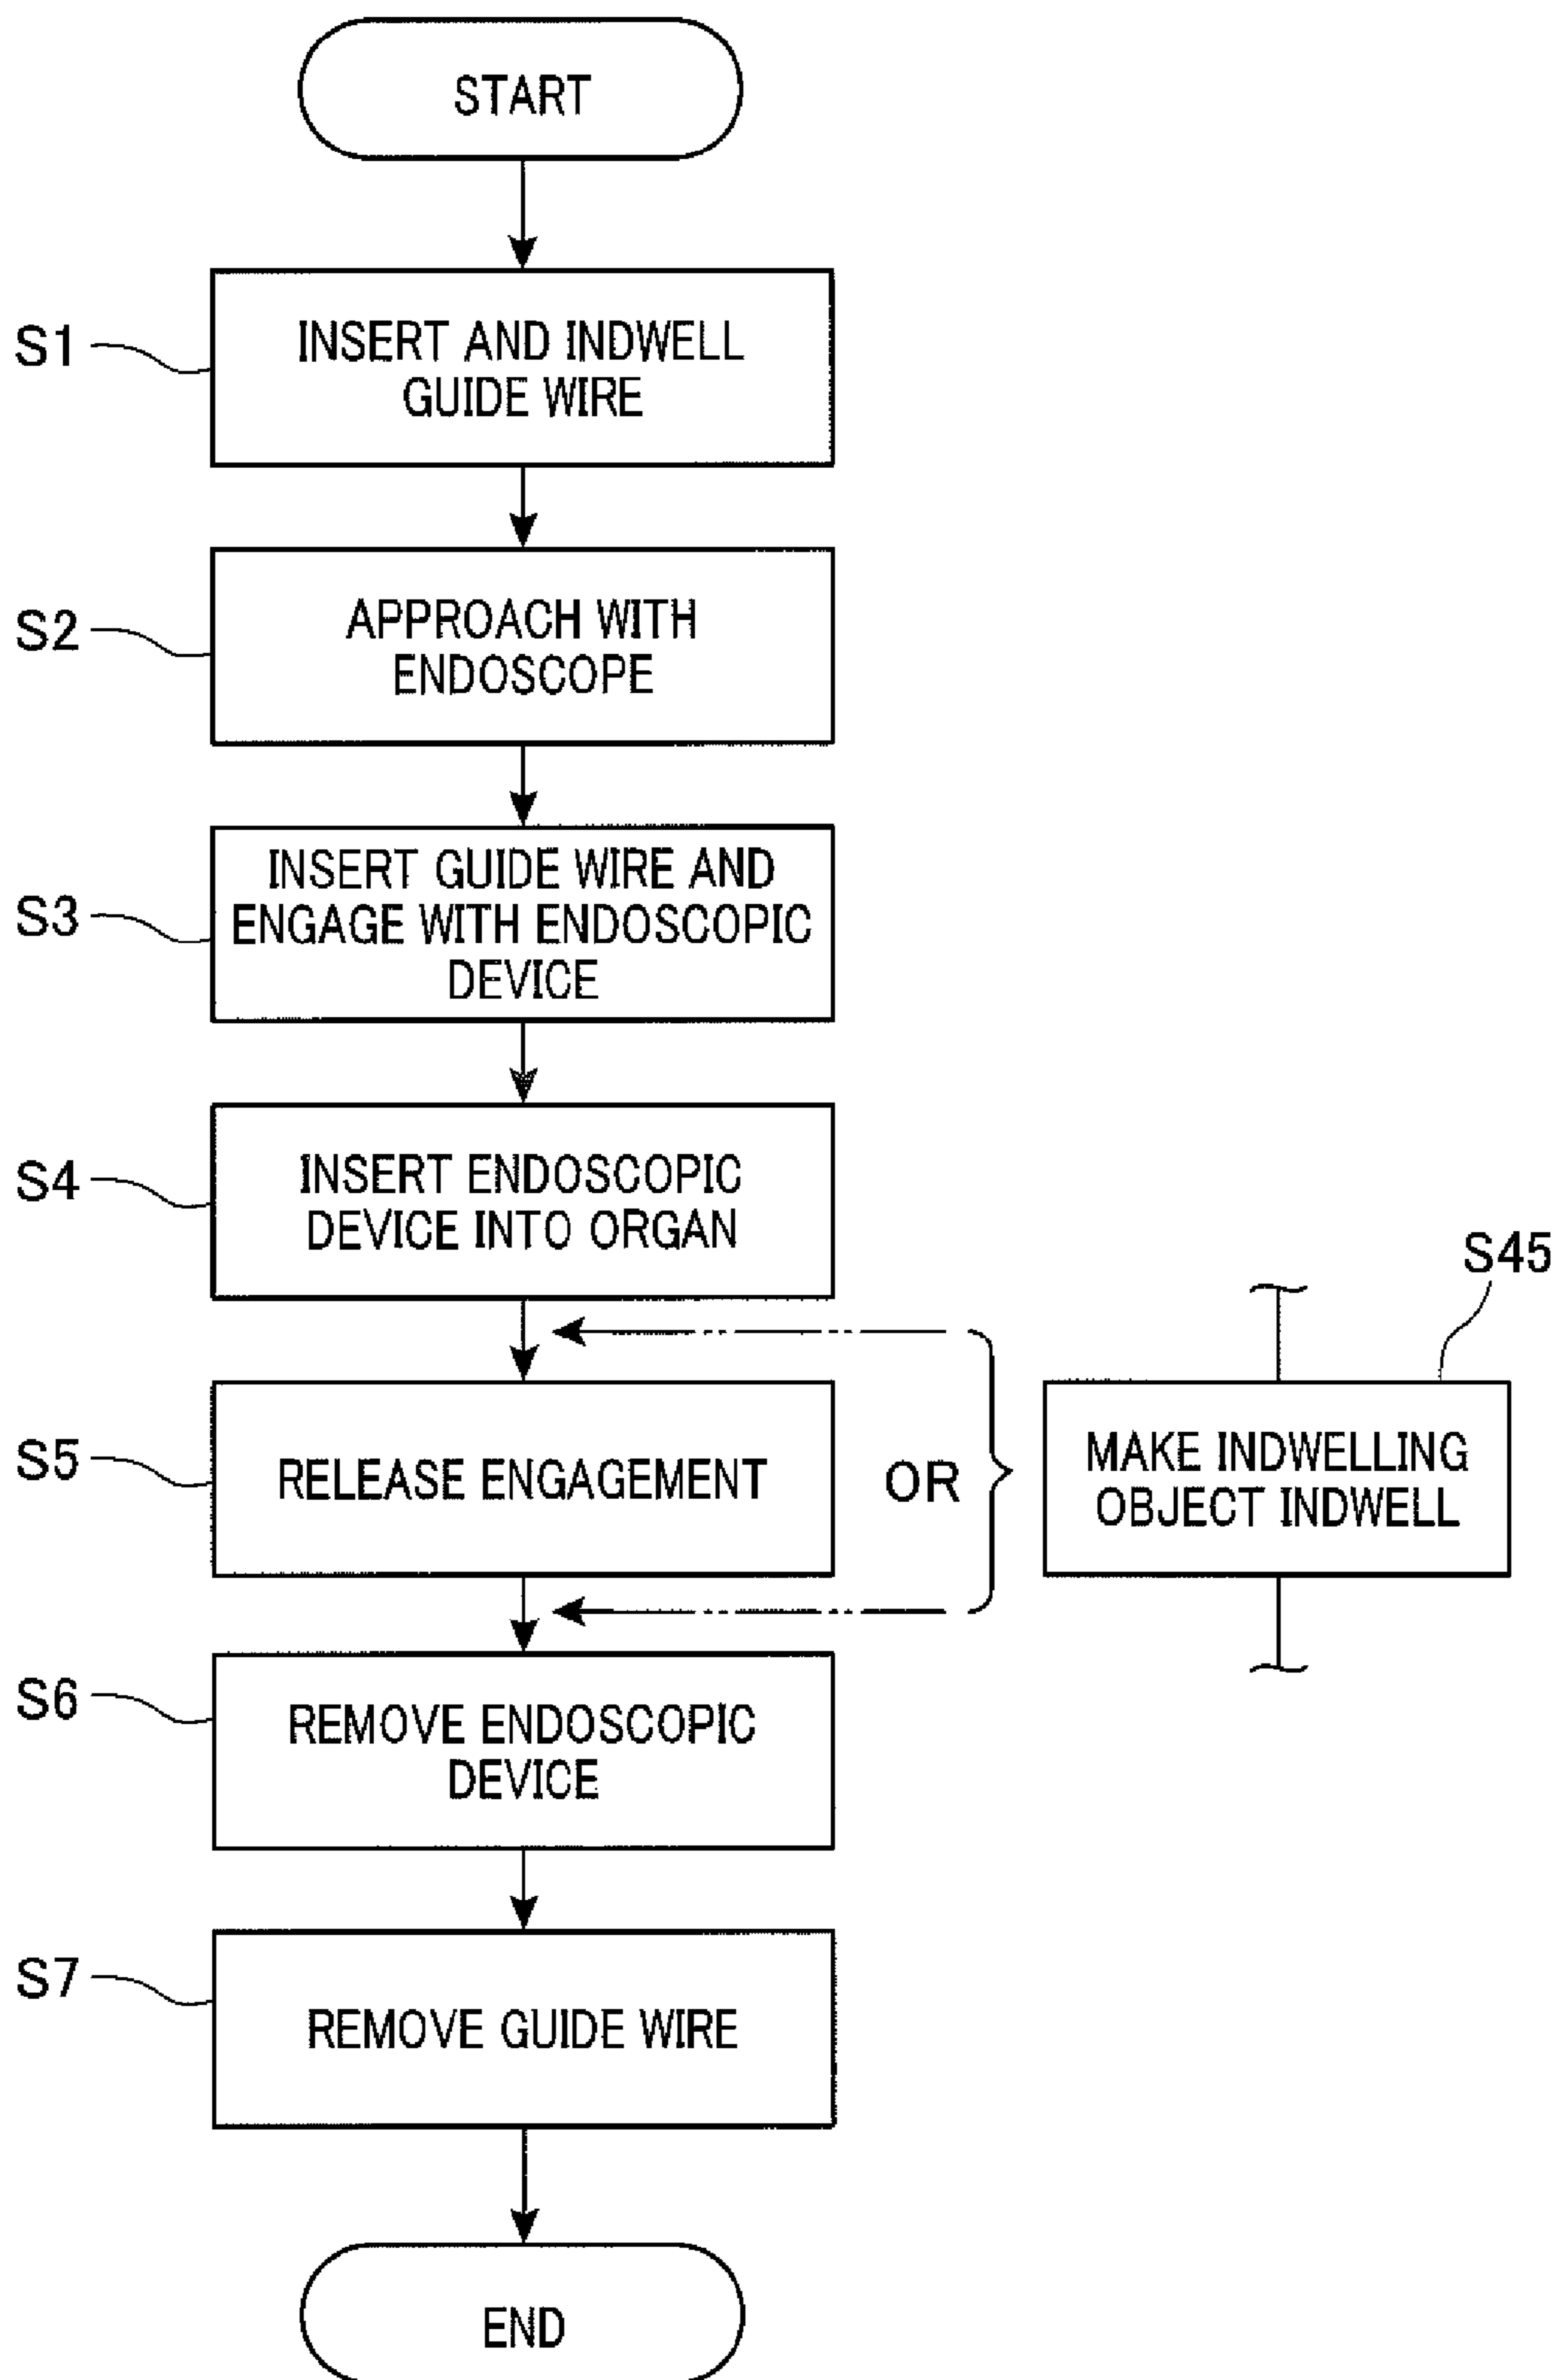 START
S1
INSERT AND INDWELL
GUIDE WIRE
S2
APPROACH WITH
ENDOSCOPE
S3
INSERT GUIDE WIRE AND
ENGAGE WITH ENDOSCOPIC
DEVICE
S4
INSERT ENDOSCOPIC
DEVICE INTO ORGAN
S45
S5
RELEASE ENGAGEMENT
OR
MAKE INDWELLING
OBJECT INDWELL
S6
REMOVE ENDOSCOPIC
DEVICE
S7
REMOVE GUIDE WIRE
END